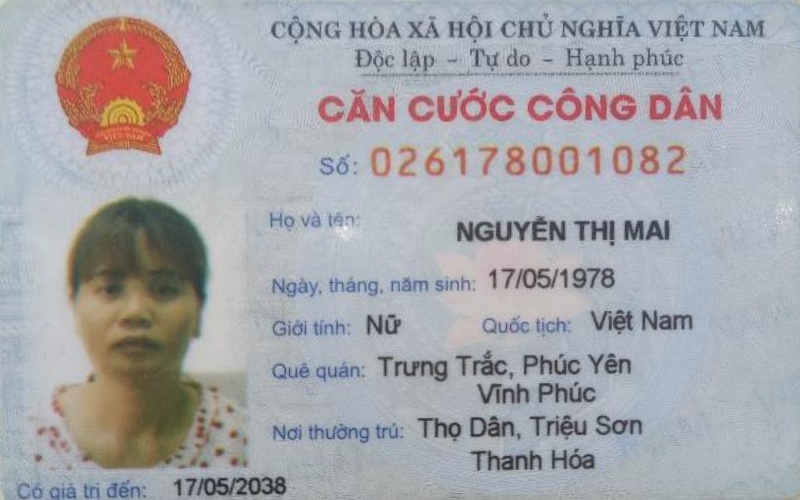 CỘNG HÒA XÃ HỘI CHỦ NGHĨA VIỆT NAM
Độc lập - Tự do - Hạnh phúc
CĂN CƯỚC CÔNG DÂN
Số: 026178001082
Họ và tên:
NGUYỄN THỊ MAI
Ngày, tháng, năm sinh: 17/05/1978
Giới tính: Nữ Quốc tịch: Việt Nam
Quê quán: Trưng Trắc, Phúc Yên
Vĩnh Phúc
Nơi thường trú: Thọ Dân, Triệu Sơn
Thanh Hóa
Có giá trị đến: 17/05/2038